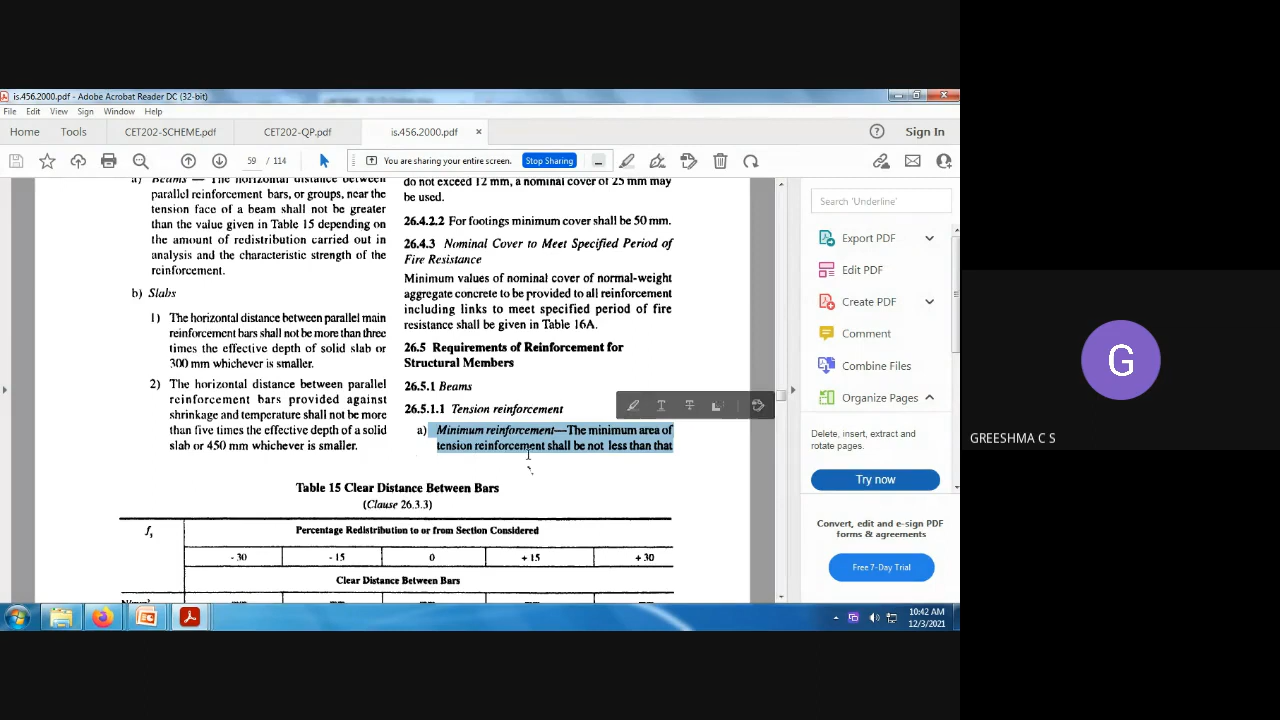 is.456.2000.pdf - Adobe Acrobat Reader DC (32-bit)
File Edit View Sign Window Help
Home Tools CET202-SCHEME.pdf CET202-QP.pdf is.456.2000.pdf × Sign In
59 / 114 You are sharing your entire screen. Stop Sharing
a) Beams — The horizontal distance between
parallel reinforcement bars, or groups, near the
tension face of a beam shall not be greater
than the value given in Table 15 depending on
the amount of redistribution carried out in
analysis and the characteristic strength of the
reinforcement.
b) Slabs
1) The horizontal distance between parallel main
reinforcement bars shall not be more than three
times the effective depth of solid slab or
300 mm whichever is smaller.
2) The horizontal distance between parallel
reinforcement bars provided against
shrinkage and temperature shall not be more
than five times the effective depth of a solid
slab or 450 mm whichever is smaller.
do not exceed 12 mm, a nominal cover of 25 mm may
be used.
26.4.2.2 For footings minimum cover shall be 50 mm.
26.4.3 Nominal Cover to Meet Specified Period of
Fire Resistance
Minimum values of nominal cover of normal-weight
aggregate concrete to be provided to all reinforcement
including links to meet specified period of fire
resistance shall be given in Table 16A.
26.5 Requirements of Reinforcement for
Structural Members
26.5.1 Beams
26.5.1.1 Tension reinforcement
a) Minimum reinforcement—The minimum area of
tension reinforcement shall be not less than that
Table 15 Clear Distance Between Bars
(Clause 26.3.3)
Percentage Redistribution to or from Section Considered
- 30 - 15 0 + 15 + 30
Clear Distance Between Bars
Search 'Underline'
Export PDF
Edit PDF
Create PDF
Comment
Combine Files
Organize Pages
Delete, insert, extract and
rotate pages.
Try now
Convert, edit and e-sign PDF
forms & agreements
Free 7-Day Trial
10:42 AM
12/3/2021
G
GREESHMA C S